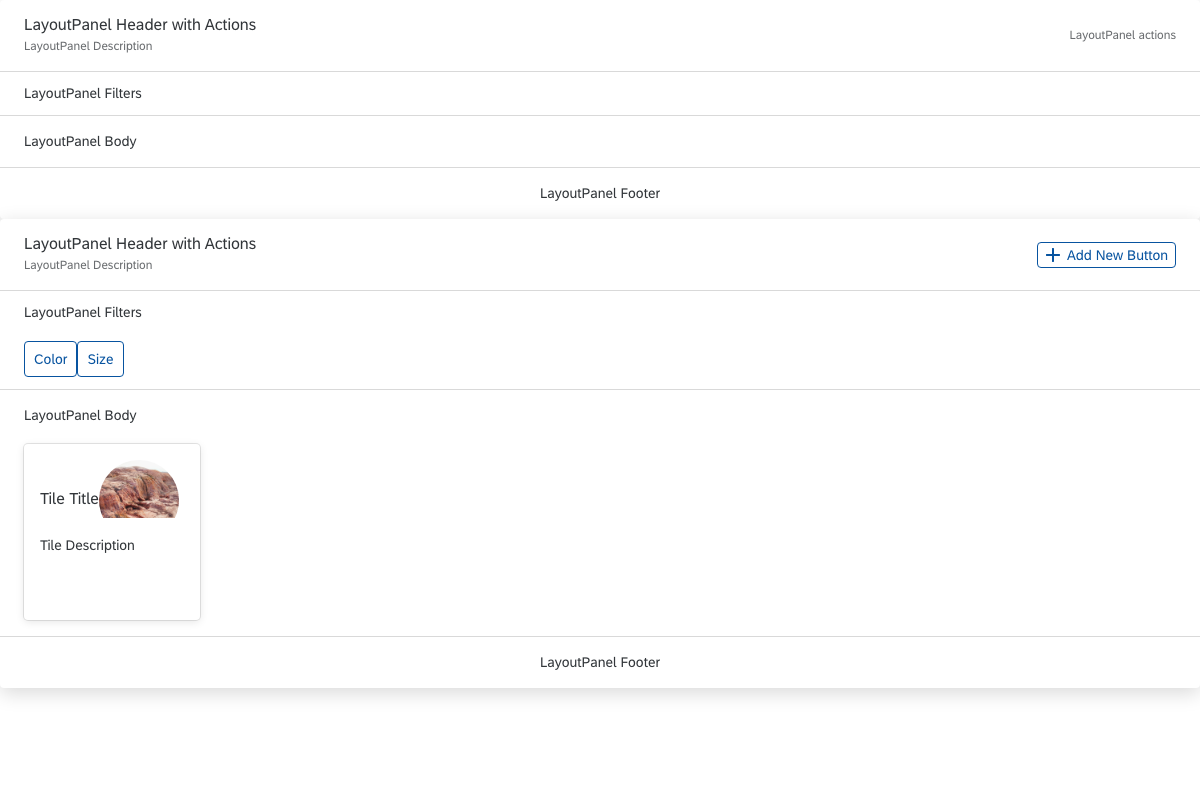 LayoutPanel Header with Actions
LayoutPanel Description
LayoutPanel actions
LayoutPanel Filters
LayoutPanel Body
LayoutPanel Footer
LayoutPanel Header with Actions
LayoutPanel Description
Add New Button
LayoutPanel Filters
Color Size
LayoutPanel Body
Tile Title
Tile Description
LayoutPanel Footer